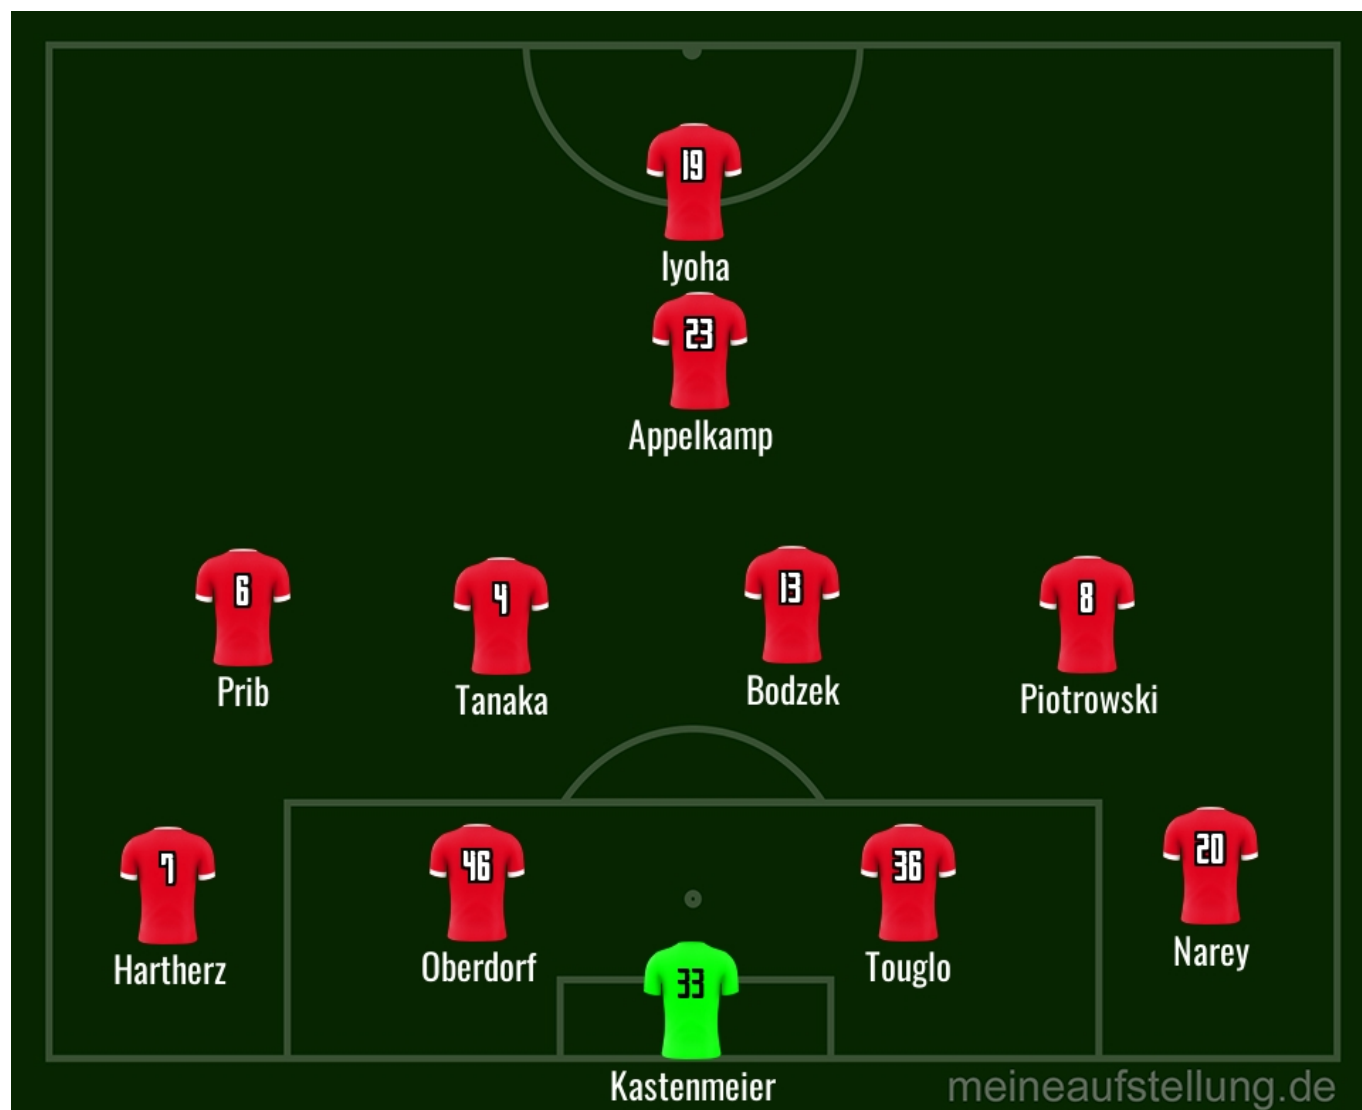 19
Iyoha
23
Appelkamp
6
Prib
4
Tanaka
13
Bodzek
8
Piotrowski
7
Hartherz
46
Oberdorf
36
Touglo
20
Narey
33
Kastenmeier
meineaufstellung.de